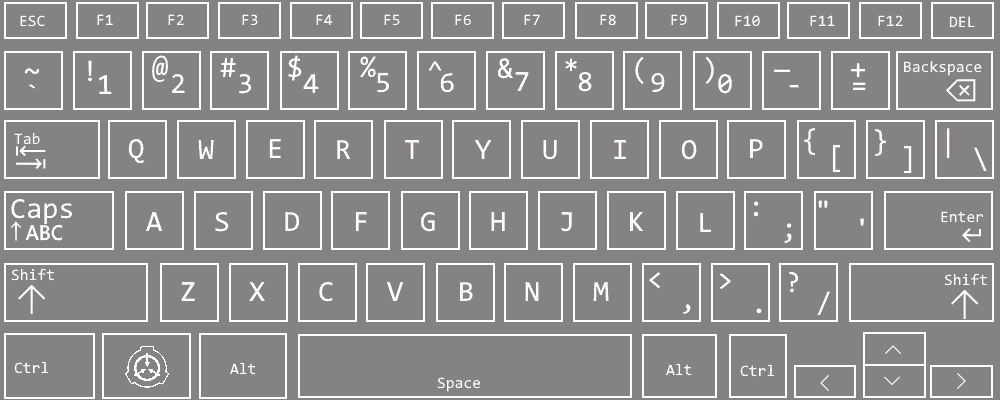 ESC F1 F2 F3 F4 F5 F6 F7 F8 F9 F10 F11 F12 DEL
~ ` ! 1 @ 2 # 3 $ 4 % 5 ^ 6 & 7 * 8 ( 9 ) 0 — - + = Backspace
Tab Q W E R T Y U I O P { [ } ] | \
Caps ↑ABC A S D F G H J K L : ; " ' Enter
Shift Z X C V B N M < , > . ? / Shift
Ctrl Alt Space Alt Ctrl